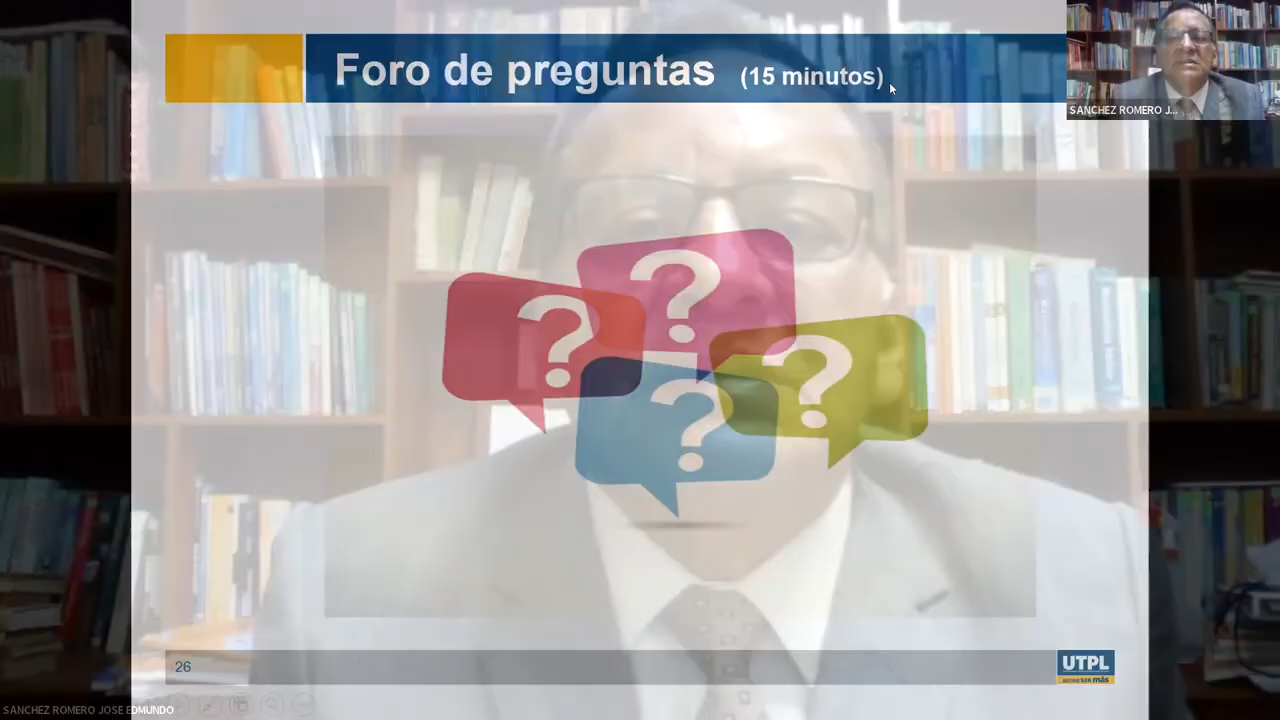 Foro de preguntas (15 minutos)
SANCHEZ ROMERO J...
?
?
?
?
26
UTPL
SANCHEZ ROMERO JOSE EDMUNDO